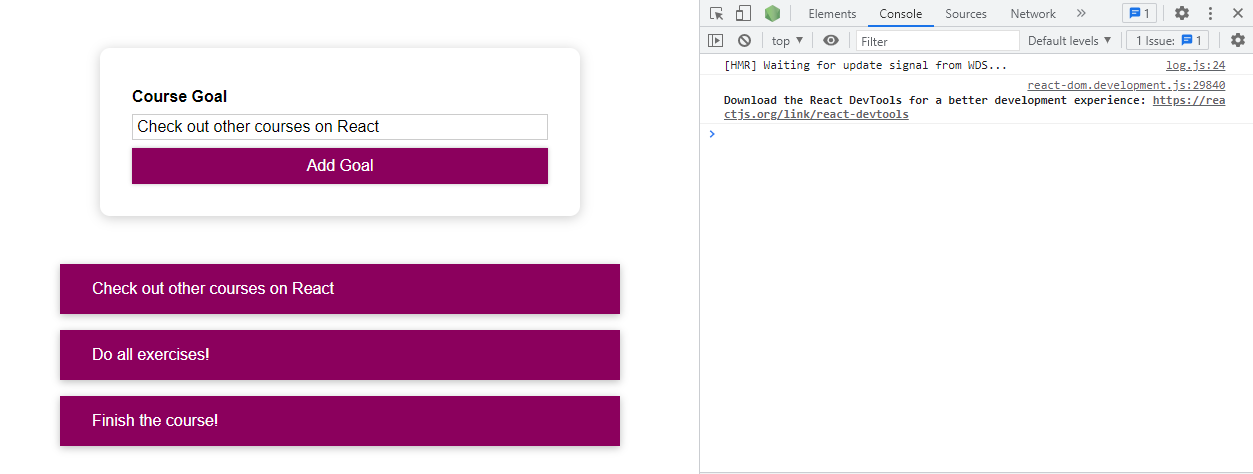 Course Goal
Check out other courses on React
Add Goal
Check out other courses on React
Do all exercises!
Finish the course!
Elements Console Sources Network » 1
top ▼ Filter Default levels ▼ 1 Issue: 1
[HMR] Waiting for update signal from WDS... log.js:24
react-dom.development.js:29840
Download the React DevTools for a better development experience: https://rea
ctjs.org/link/react-devtools
>